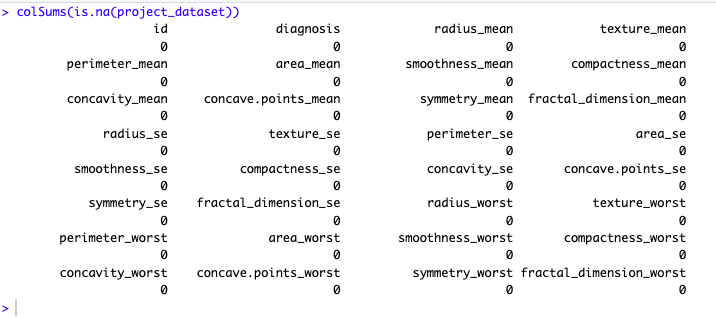 > colSums(is.na(project_dataset))
id diagnosis radius_mean texture_mean
0 0 0 0
perimeter_mean area_mean smoothness_mean compactness_mean
0 0 0 0
concavity_mean concave.points_mean symmetry_mean fractal_dimension_mean
0 0 0 0
radius_se texture_se perimeter_se area_se
0 0 0 0
smoothness_se compactness_se concavity_se concave.points_se
0 0 0 0
symmetry_se fractal_dimension_se radius_worst texture_worst
0 0 0 0
perimeter_worst area_worst smoothness_worst compactness_worst
0 0 0 0
concavity_worst concave.points_worst symmetry_worst fractal_dimension_worst
0 0 0 0
>